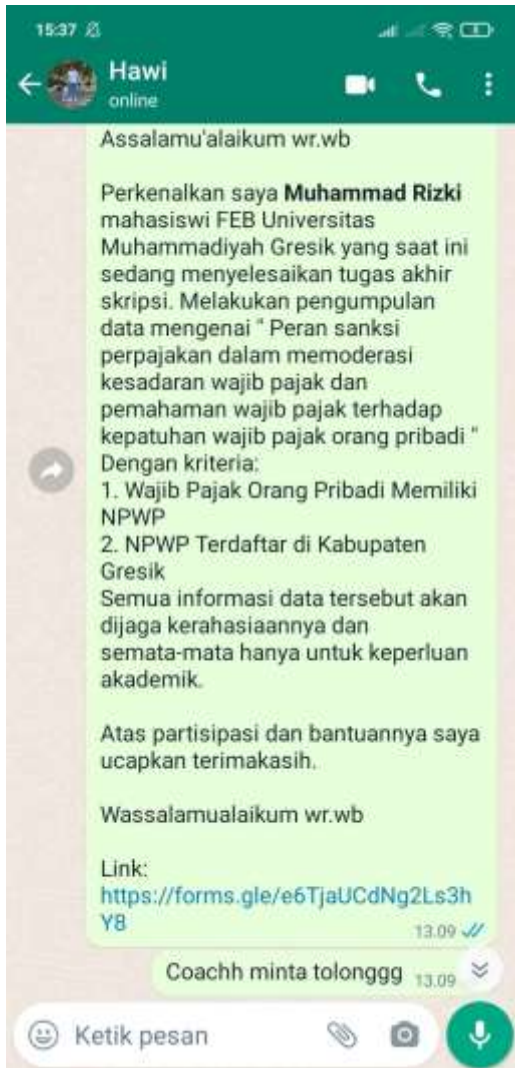 15:37
Hawi
online
Assalamu'alaikum wr.wb
Perkenalkan saya Muhammad Rizki
mahasiswi FEB Universitas
Muhammadiyah Gresik yang saat ini
sedang menyelesaikan tugas akhir
skripsi. Melakukan pengumpulan
data mengenai " Peran sanksi
perpajakan dalam memoderasi
kesadaran wajib pajak dan
pemahaman wajib pajak terhadap
kepatuhan wajib pajak orang pribadi "
Dengan kriteria:
1. Wajib Pajak Orang Pribadi Memiliki
NPWP
2. NPWP Terdaftar di Kabupaten
Gresik
Semua informasi data tersebut akan
dijaga kerahasiaannya dan
semata-mata hanya untuk keperluan
akademik.
Atas partisipasi dan bantuannya saya
ucapkan terimakasih.
Wassalamualaikum wr.wb
Link:
https://forms.gle/e6TjaUCdNg2Ls3h
Y8
13.09
Coachh minta tolonggg 13.09
Ketik pesan